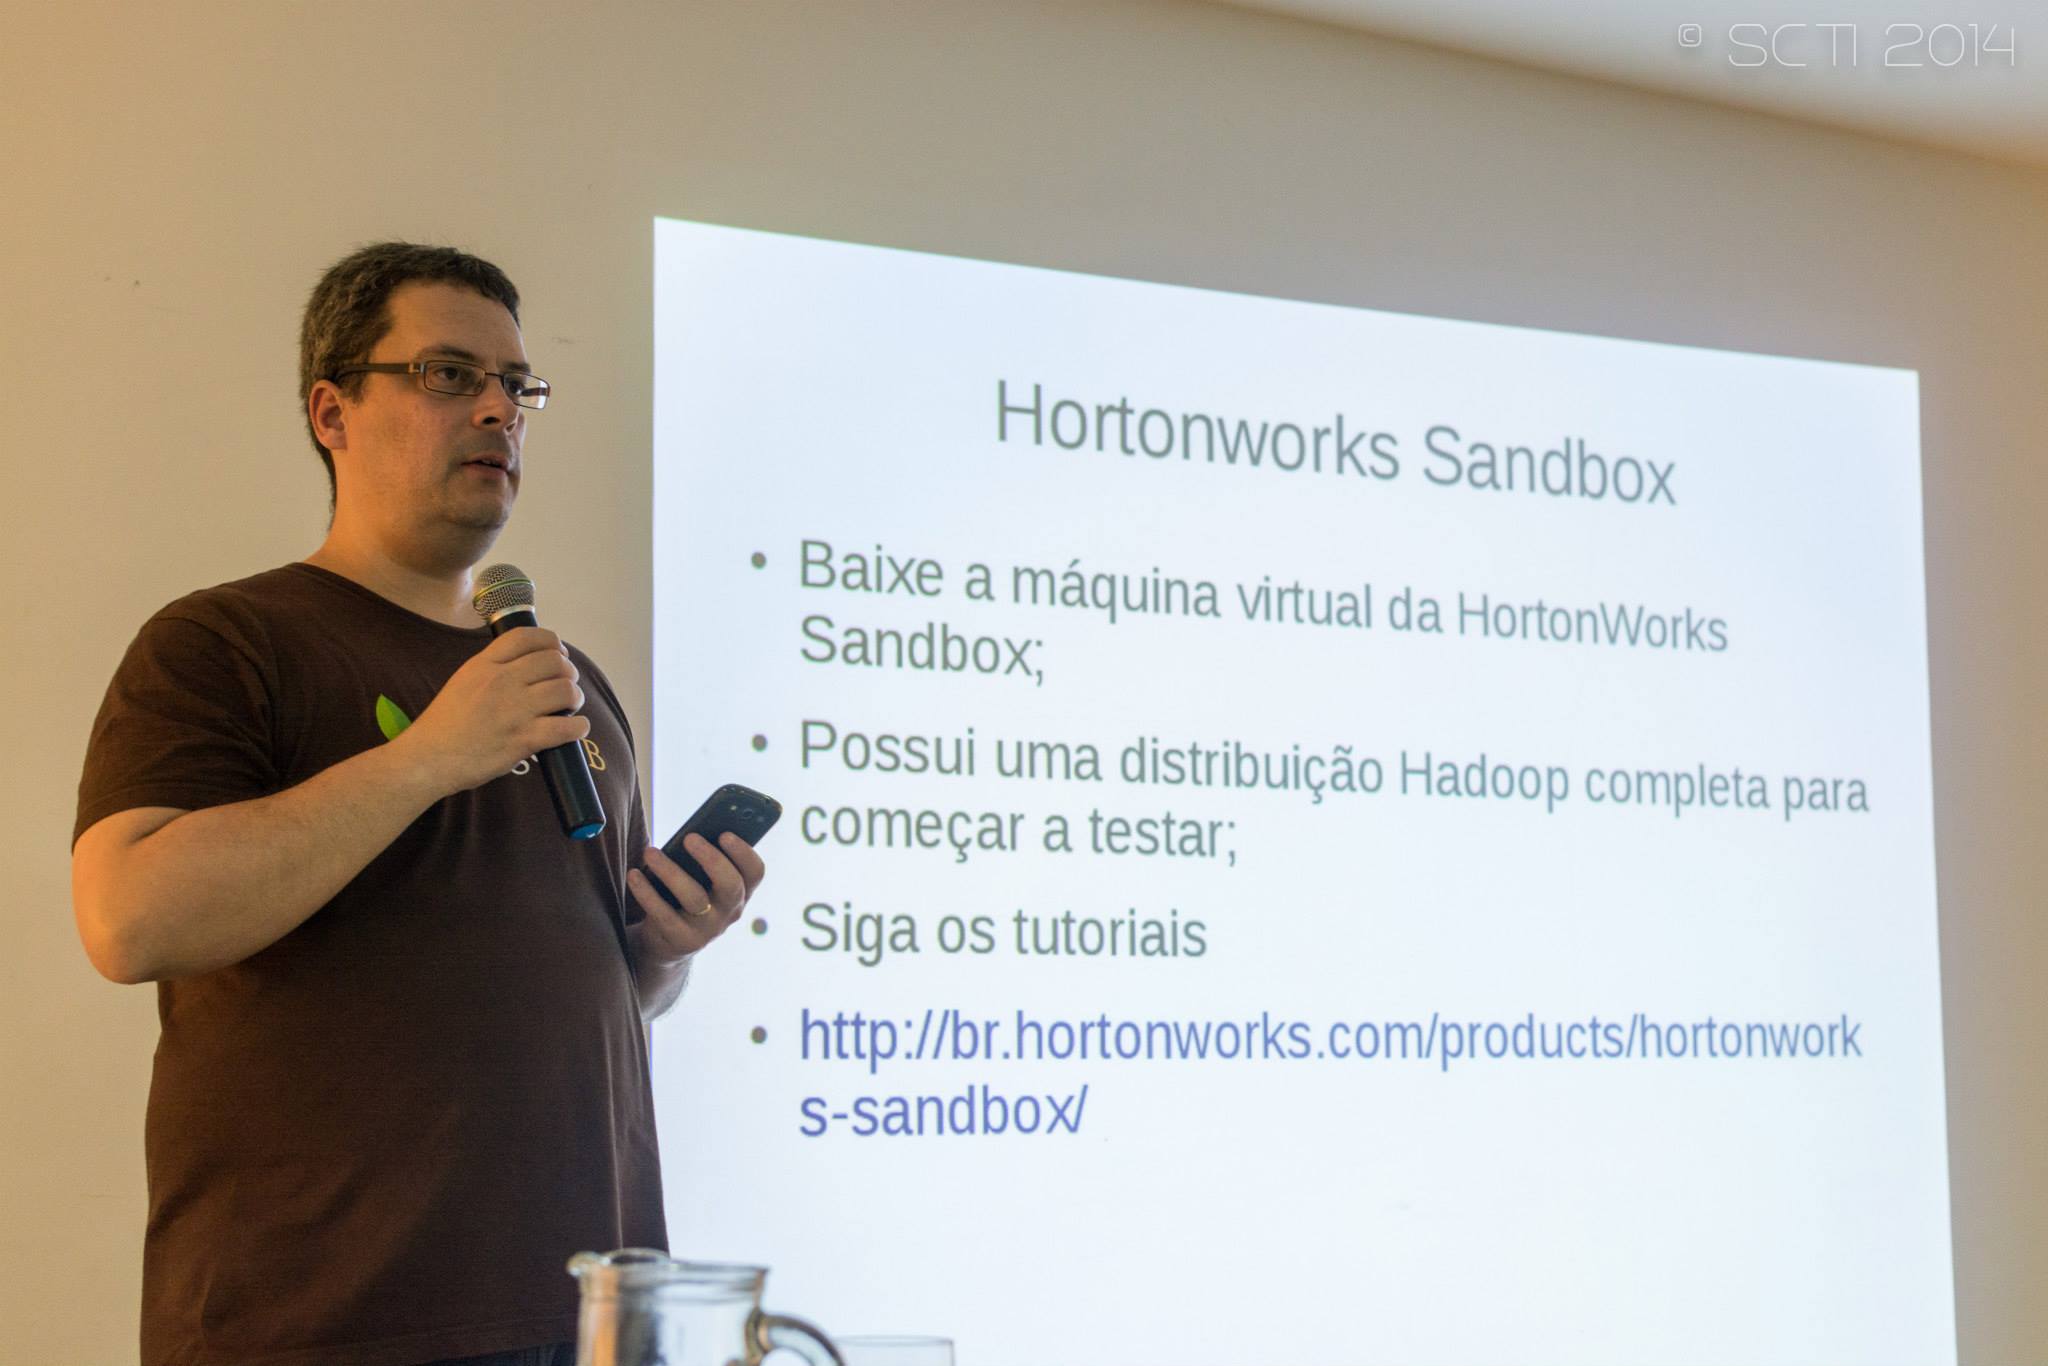 © SCTI 2014
Hortonworks Sandbox
• Baixe a máquina virtual da HortonWorks
Sandbox;
• Possui uma distribuição Hadoop completa para
começar a testar;
• Siga os tutoriais
• http://br.hortonworks.com/products/hortonwork
s-sandbox/